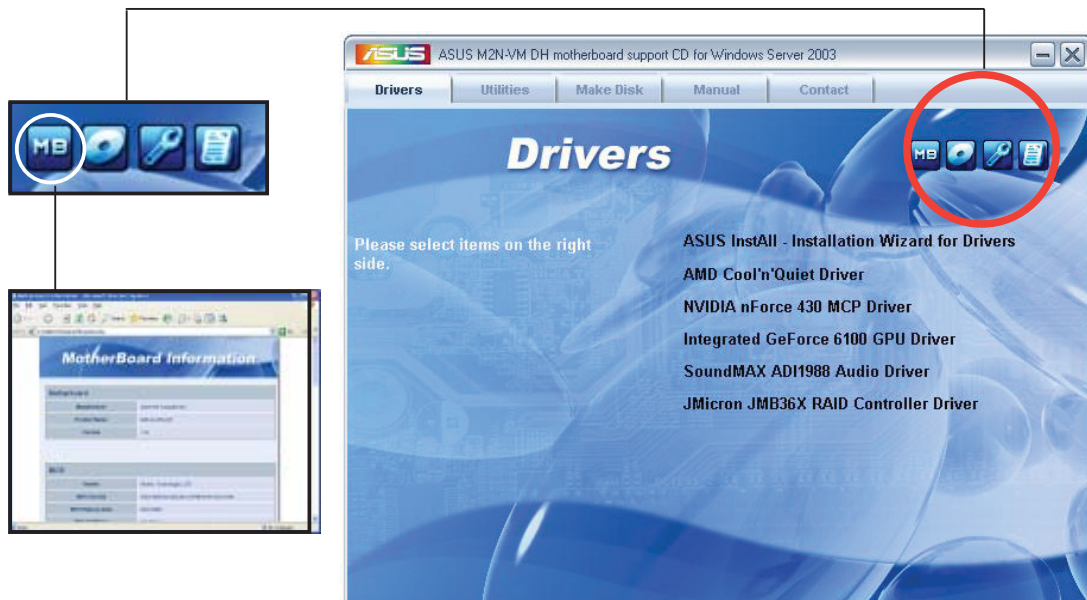 ASUS ASUS M2N-VM DH motherboard support CD for Windows Server 2003
Drivers Utilities Make Disk Manual Contact
Drivers
MB
Please select items on the right
side.
ASUS InstAll - Installation Wizard for Drivers
AMD Cool'n'Quiet Driver
NVIDIA nForce 430 MCP Driver
Integrated GeForce 6100 GPU Driver
SoundMAX ADI1988 Audio Driver
JMicron JMB36X RAID Controller Driver
MB
MotherBoard Information
Motherboard
BIOS